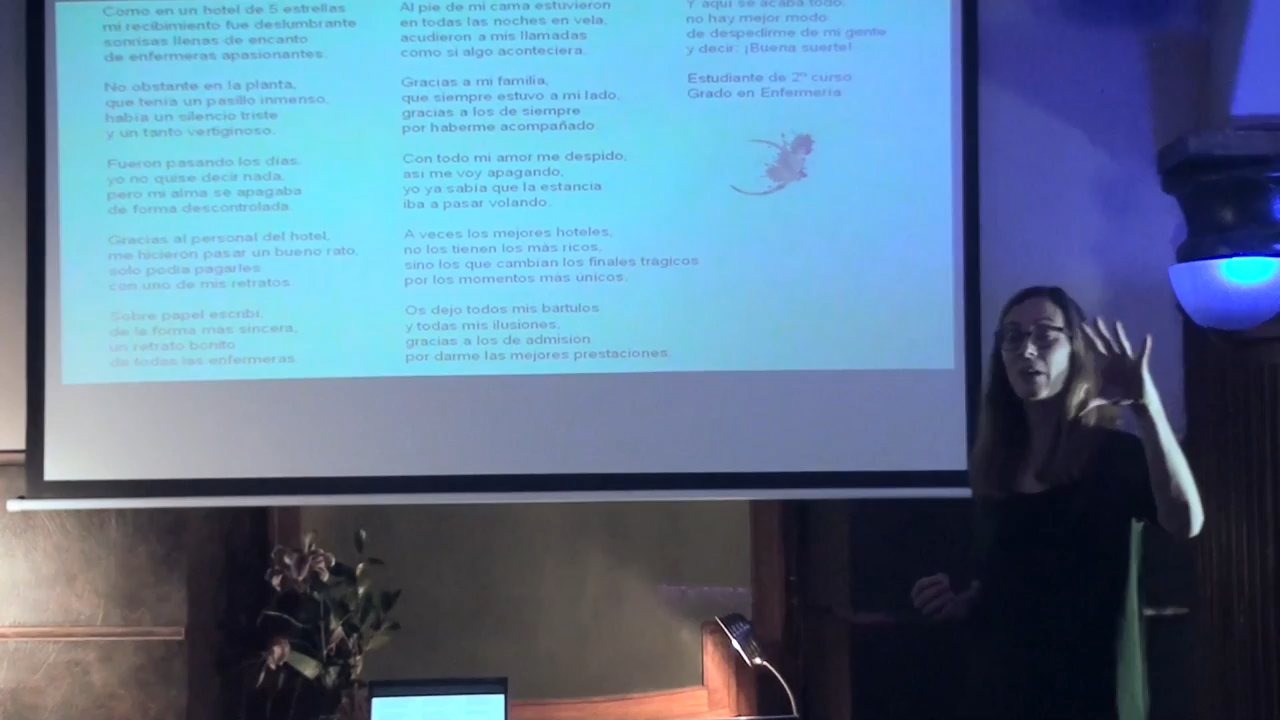 Como en un hotel de 5 estrellas
mi recibimiento fue deslumbrante
sonrisas llenas de encanto
de enfermeras apasionantes.
No obstante en la planta,
que tenía un pasillo inmenso,
había un silencio triste
y un tanto vertiginoso.
Fueron pasando los días,
yo no quise decir nada,
pero mi alma se apagaba
de forma descontrolada.
Gracias al personal del hotel,
me hicieron pasar un bueno rato,
solo podía pagarles
con uno de mis retratos.
Sobre papel escribí,
de la forma más sincera,
un retrato bonito
de todas las enfermeras.
Al pie de mi cama estuvieron
en todas las noches en vela,
acudieron a mis llamadas
como si algo aconteciera.
Gracias a mi familia,
que siempre estuvo a mi lado,
gracias a los de siempre
por haberme acompañado.
Con todo mi amor me despido,
así me voy apagando,
yo ya sabía que la estancia
iba a pasar volando.
A veces los mejores hoteles,
no los tienen los más ricos,
sino los que cambian los finales trágicos
por los momentos más únicos.
Os dejo todos mis bártulos
y todas mis ilusiones,
gracias a los de admisión
por darme las mejores prestaciones.
Y aquí se acaba todo,
no hay mejor modo
de despedirme de mi gente
y decir: ¡Buena suerte!
Estudiante de 2º curso
Grado en Enfermería